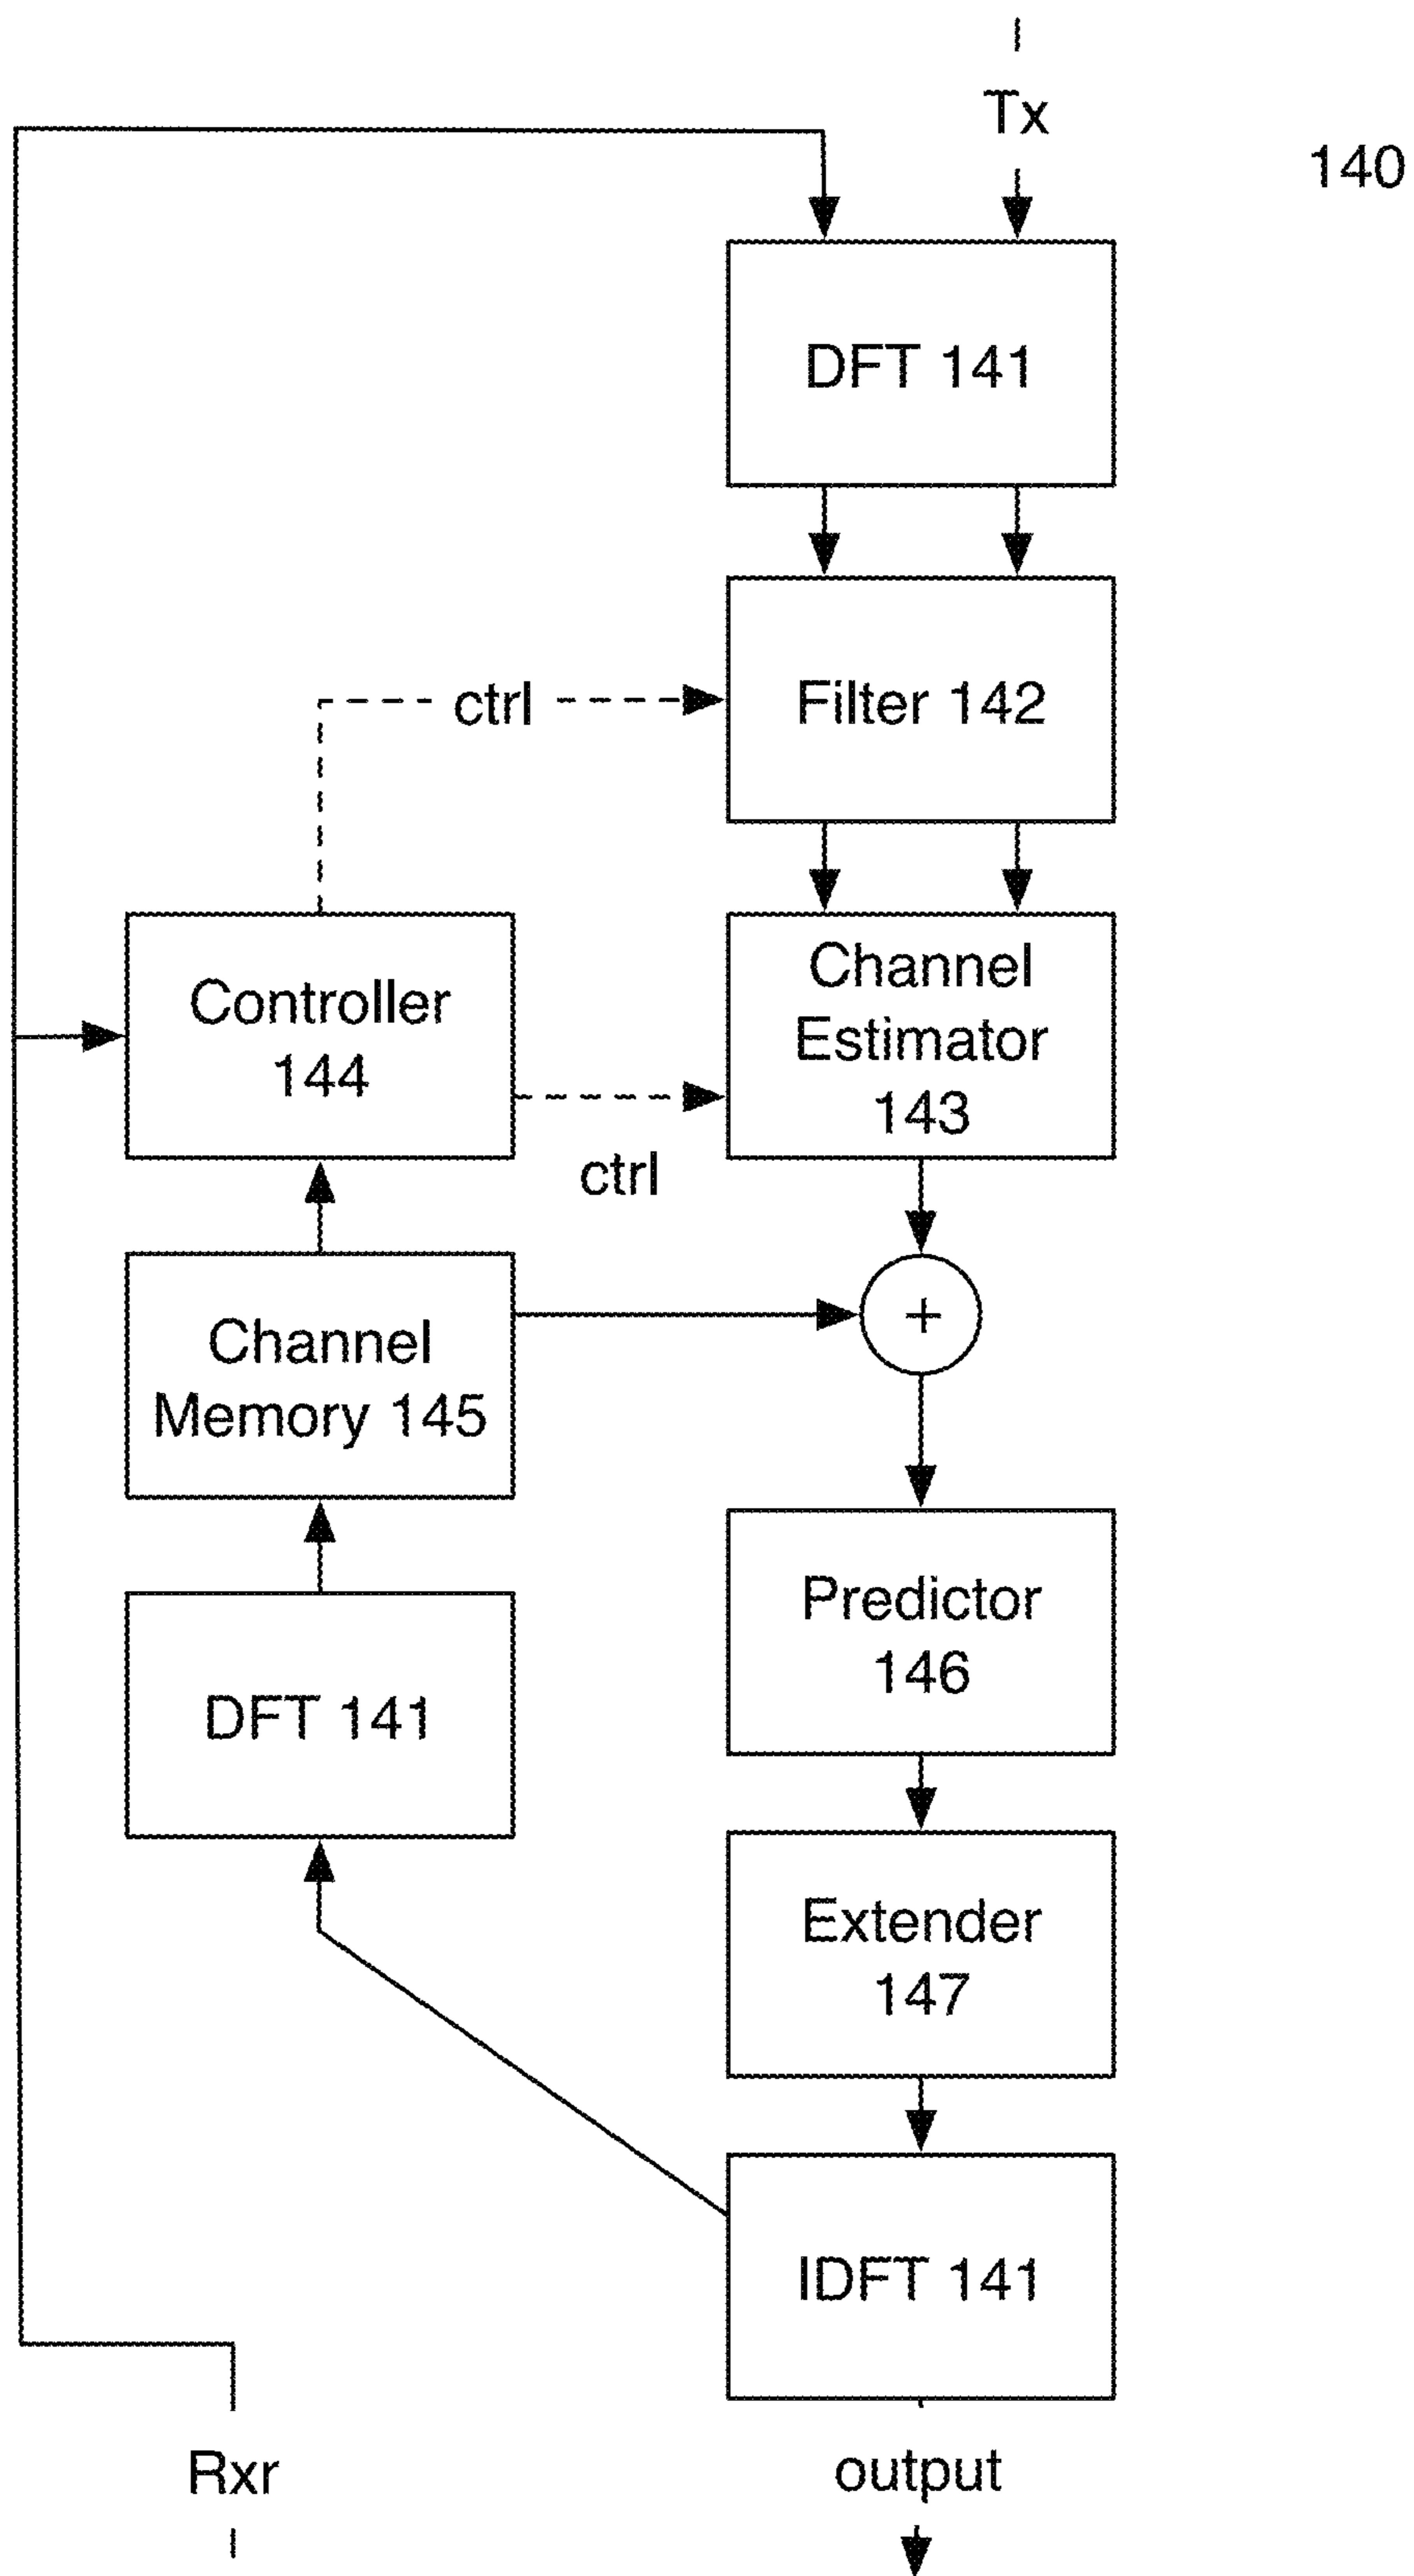 Tx
140
DFT 141
ctrl
Filter 142
Controller
144
Channel
Estimator
143
ctrl
Channel
Memory 145
+
Predictor
146
DFT 141
Extender
147
IDFT 141
Rxr
output